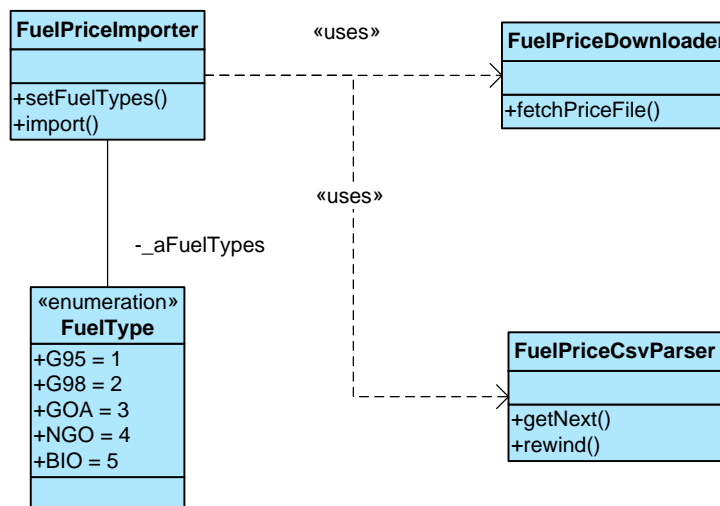 FuelPriceImporter
+setFuelTypes()
+import()
«uses»
FuelPriceDownloader
+fetchPriceFile()
«uses»
-_aFuelTypes
«enumeration»
FuelType
+G95 = 1
+G98 = 2
+GOA = 3
+NGO = 4
+BIO = 5
FuelPriceCsvParser
+getNext()
+rewind()